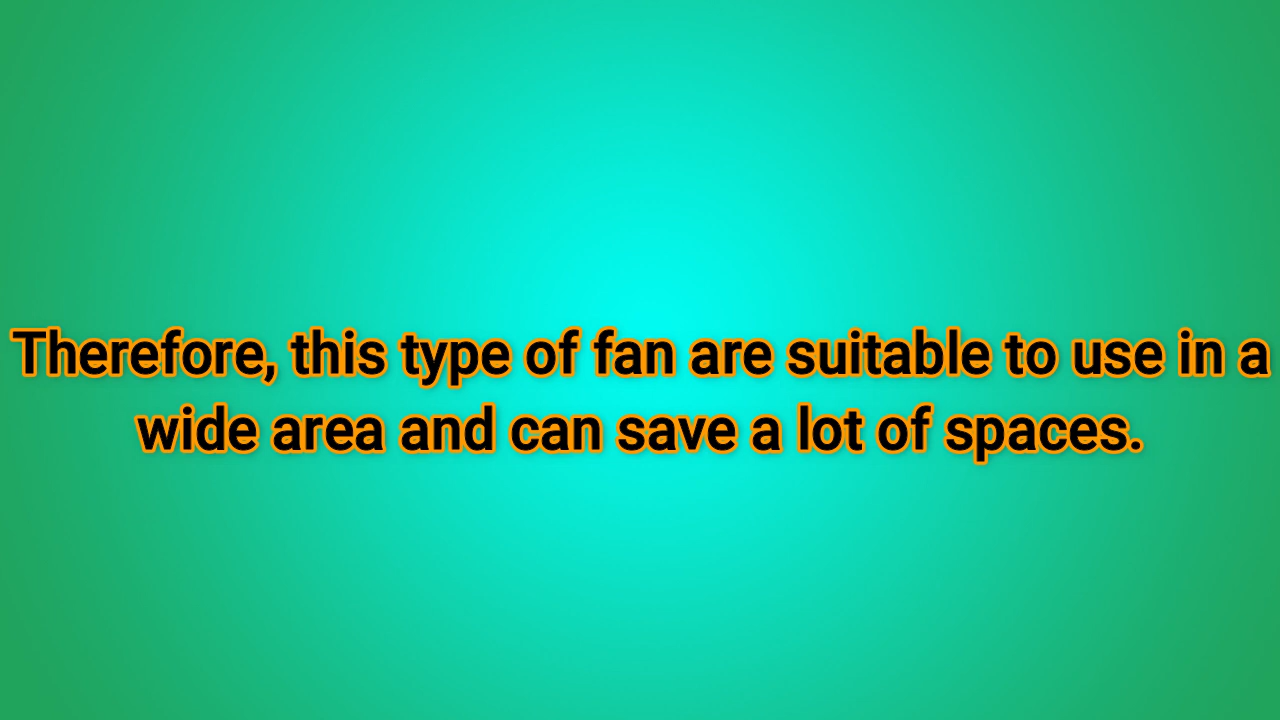 Therefore, this type of fan are suitable to use in a
wide area and can save a lot of spaces.